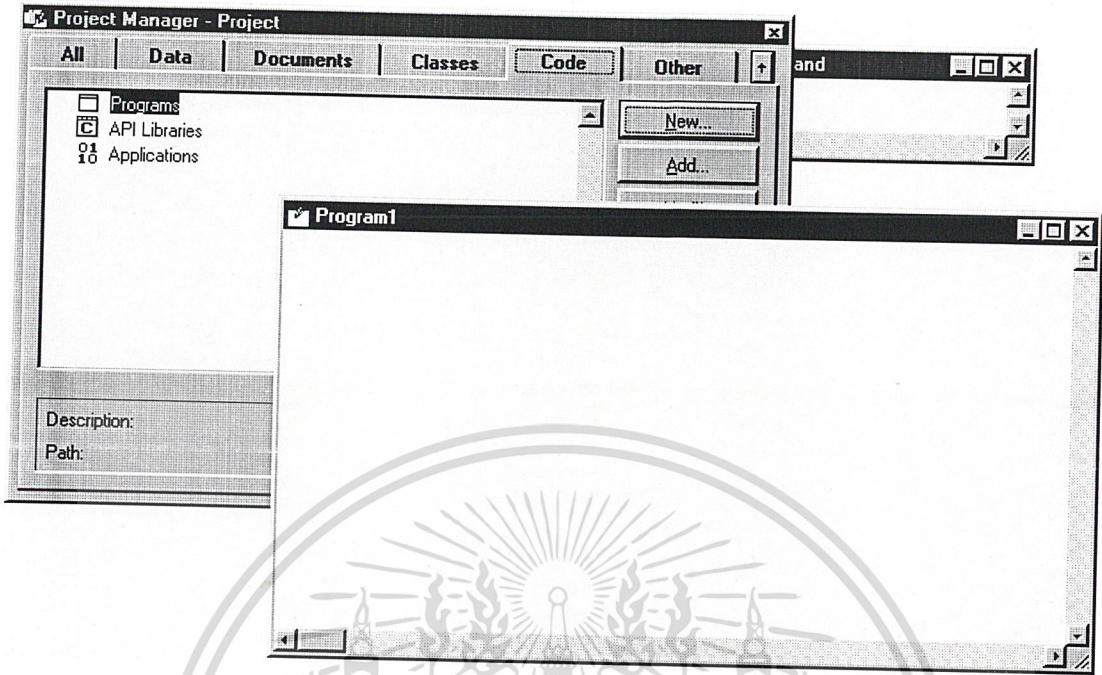 Project Manager - Project
All Data Documents Classes Code Other
and
Programs
API Libraries
Applications
New...
Add...
Program1
Description:
Path: